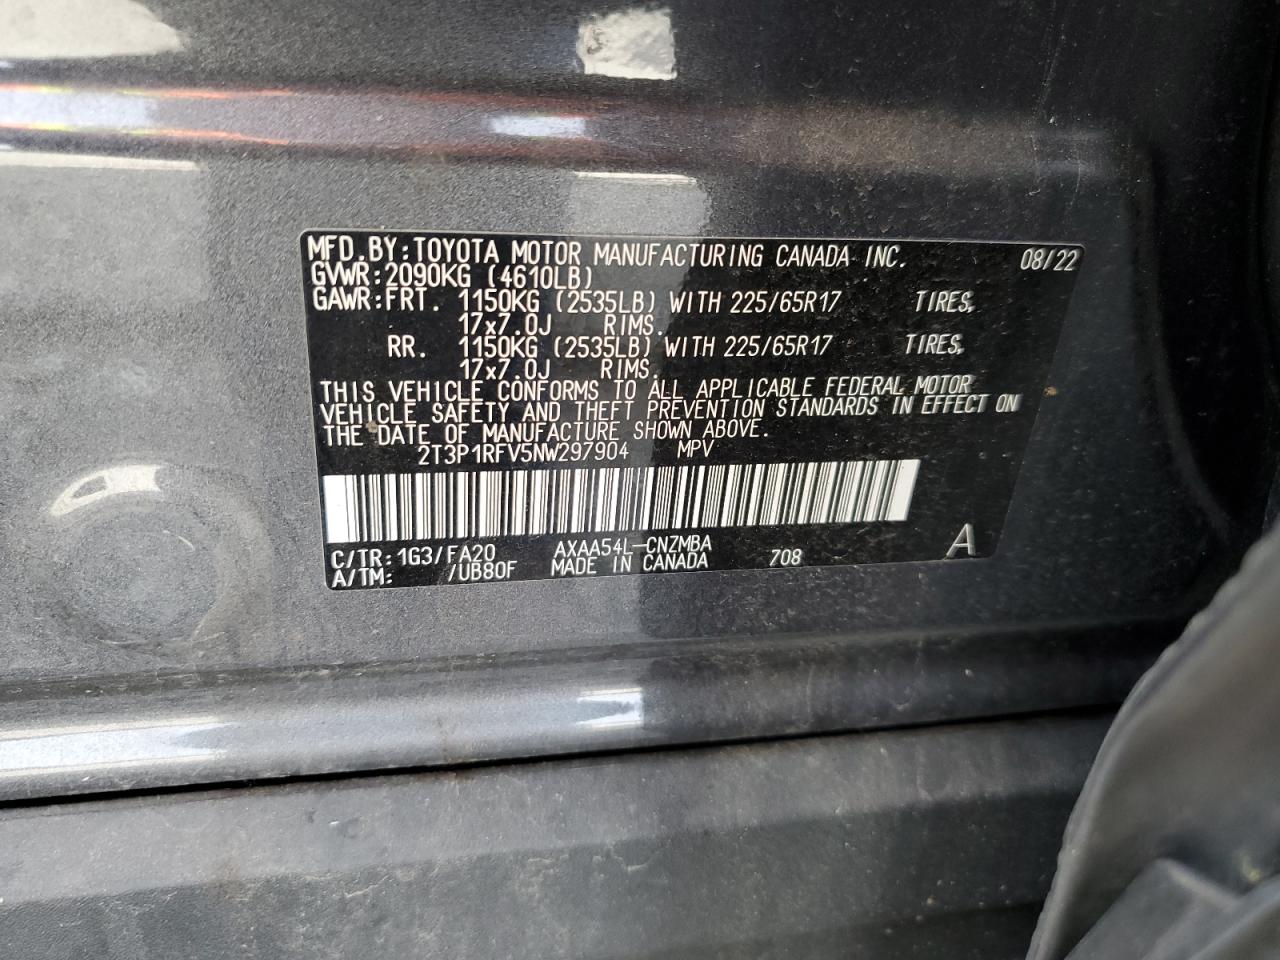 MFD.BY:TOYOTA MOTOR MANUFACTURING CANADA INC. 08/22
GVWR:2090KG (4610LB)
GAWR:FRT. 1150KG (2535LB) WITH 225/65R17 TIRES,
17x7.0J RIMS.
RR. 1150KG (2535LB) WITH 225/65R17 TIRES,
17x7.0J RIMS.
THIS VEHICLE CONFORMS TO ALL APPLICABLE FEDERAL MOTOR
VEHICLE SAFETY AND THEFT PREVENTION STANDARDS IN EFFECT ON
THE DATE OF MANUFACTURE SHOWN ABOVE.
2T3P1RFV5NW297904 MPV
C/TR:1G3/FA20 AXAA54L-CNZMBA 708 A
A/TM: /UB80F MADE IN CANADA